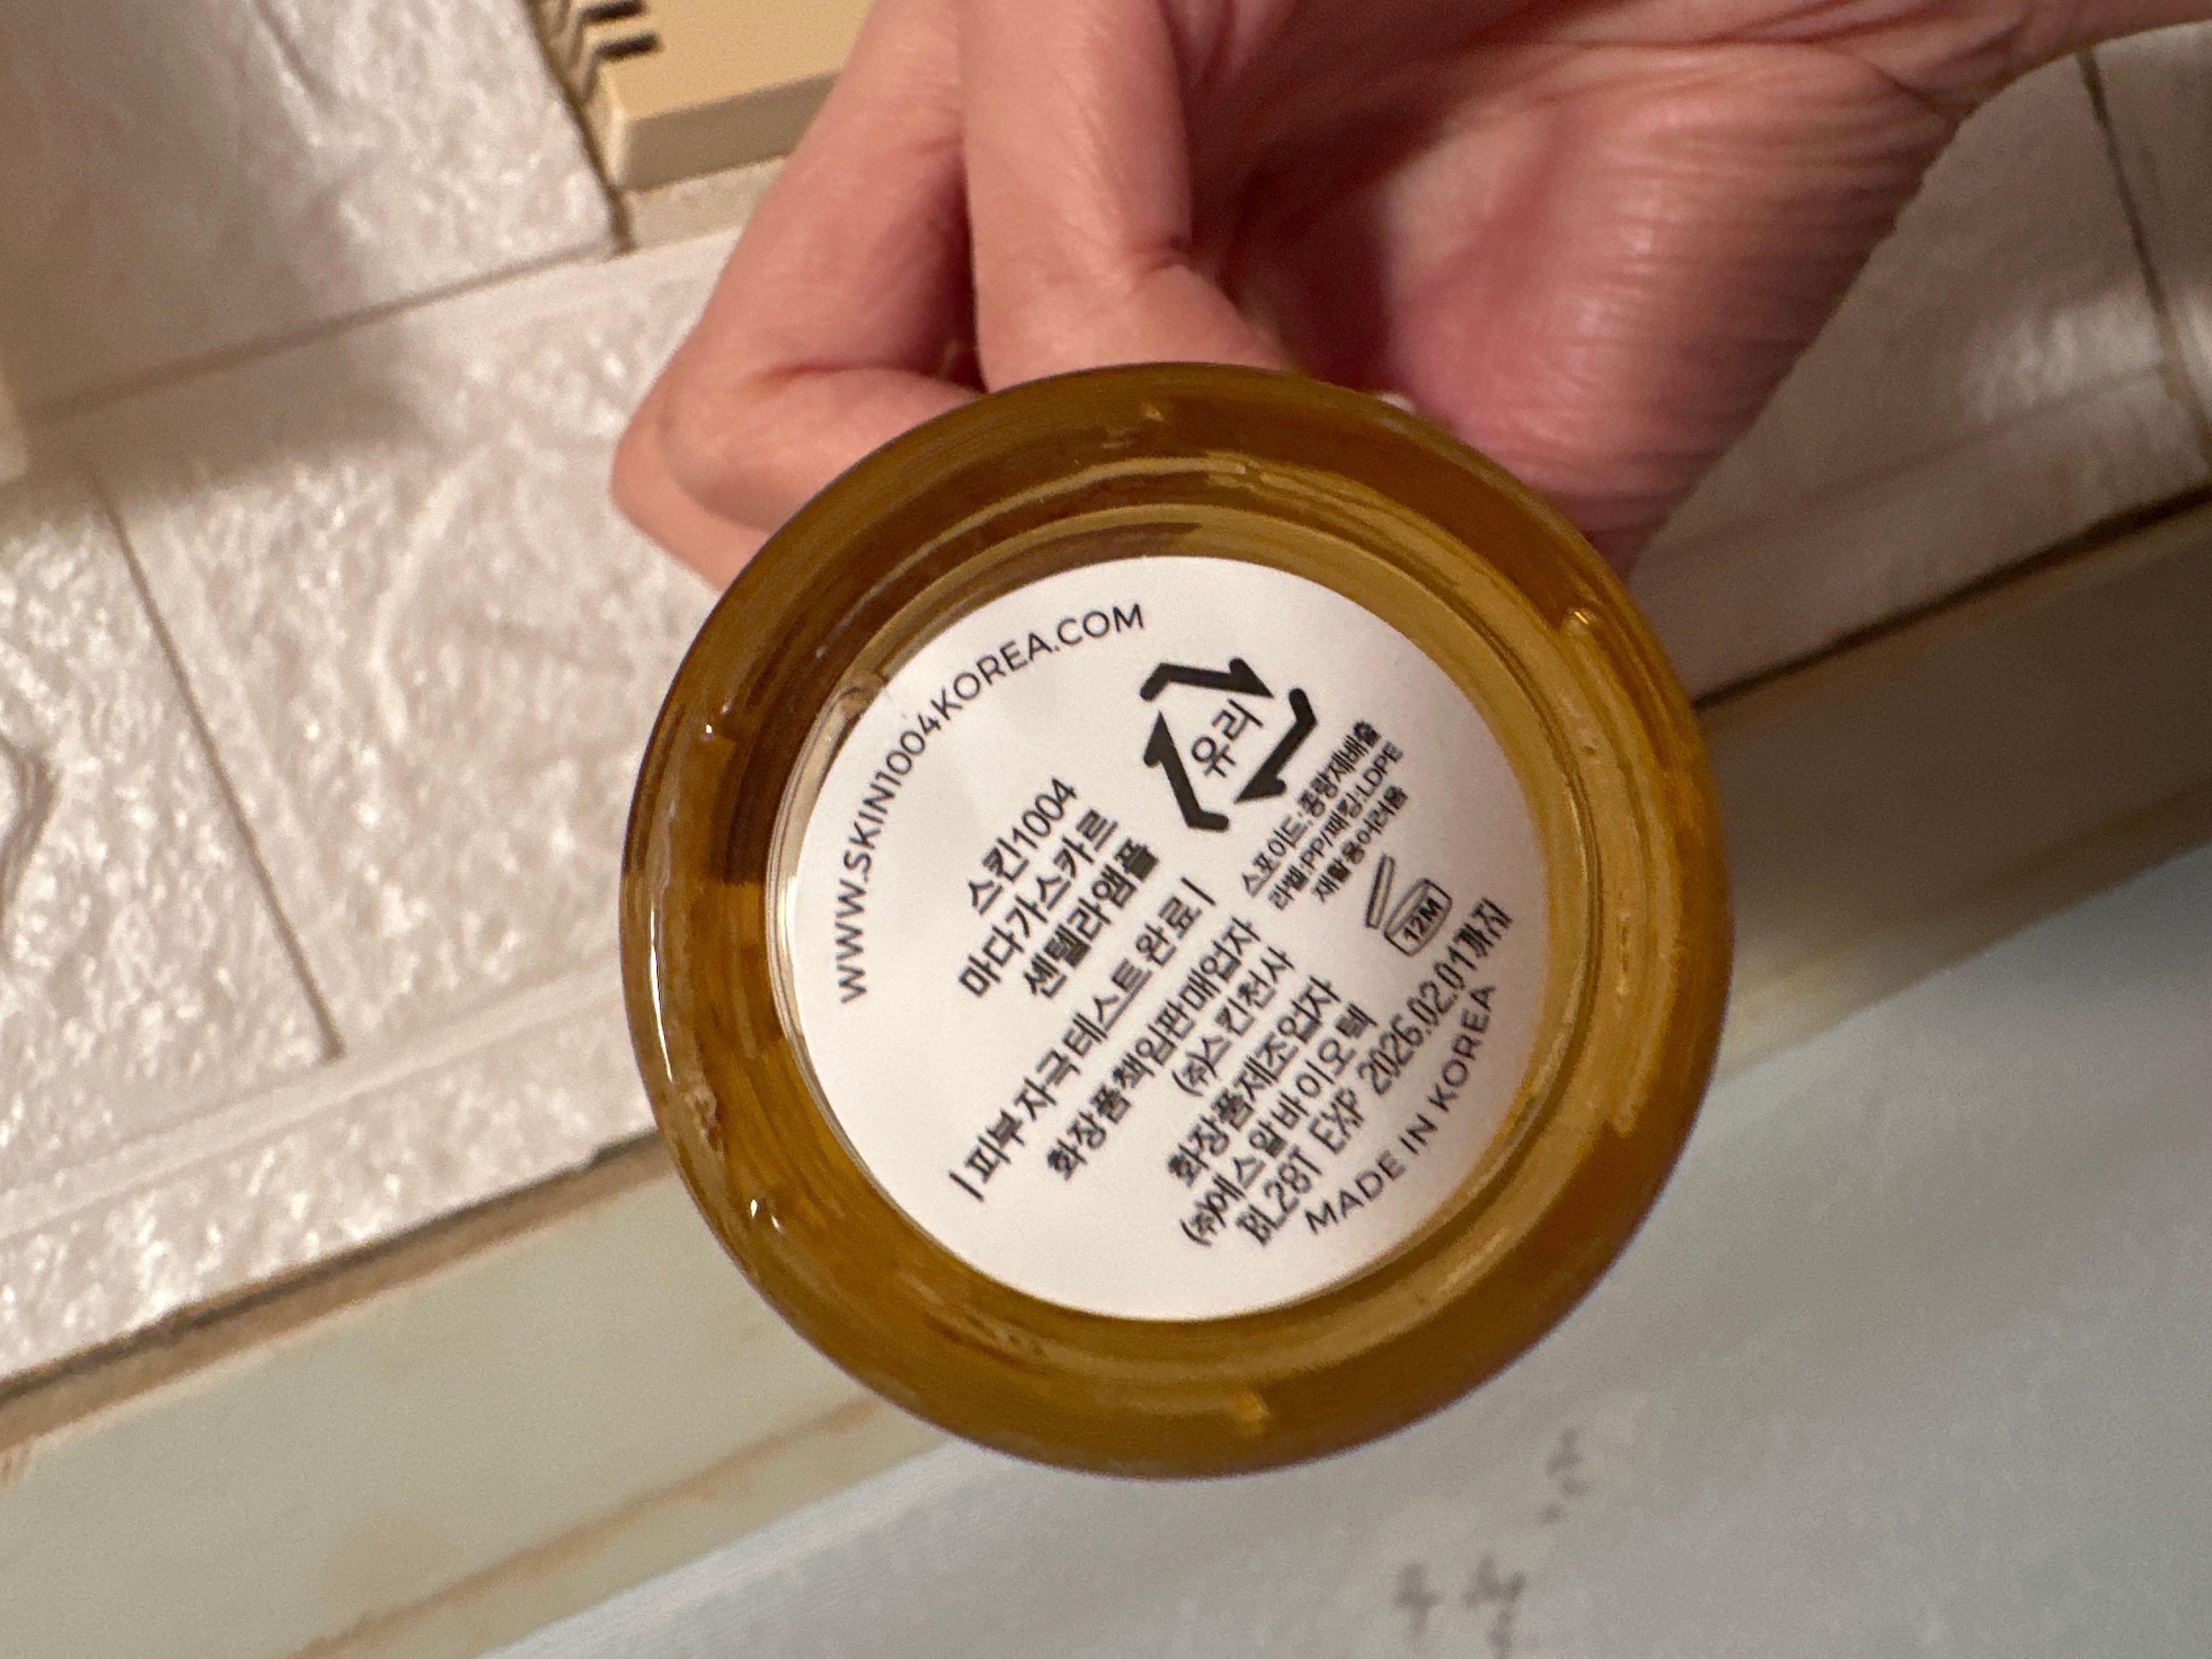 WWW.SKIN1004KOREA.COM
유리
스킨1004
마다가스카르
센텔라앰플
스포이드:종량제배출
라벨:PP/패킹:LDPE
재활용어려움
| 피부자극테스트 완료 |
12M
화장품책임판매업자
(주)스킨천사
화장품제조업자
(주)에스알바이오텍
BL28T EXP 2026.02.01까지
MADE IN KOREA